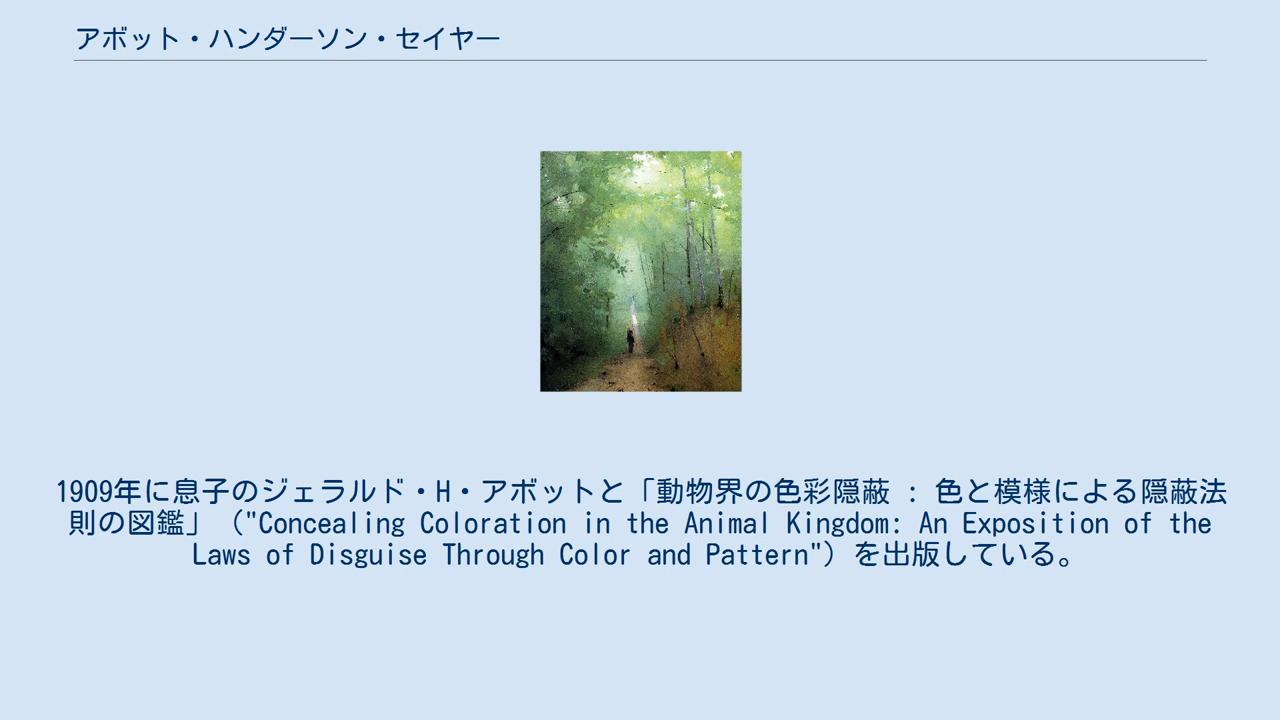 アボット・ハンダーソン・セイヤー
1909年に息子のジェラルド・H・アボットと「動物界の色彩隠蔽 : 色と模様による隠蔽法
則の図鑑」（"Concealing Coloration in the Animal Kingdom: An Exposition of the
Laws of Disguise Through Color and Pattern"）を出版している。